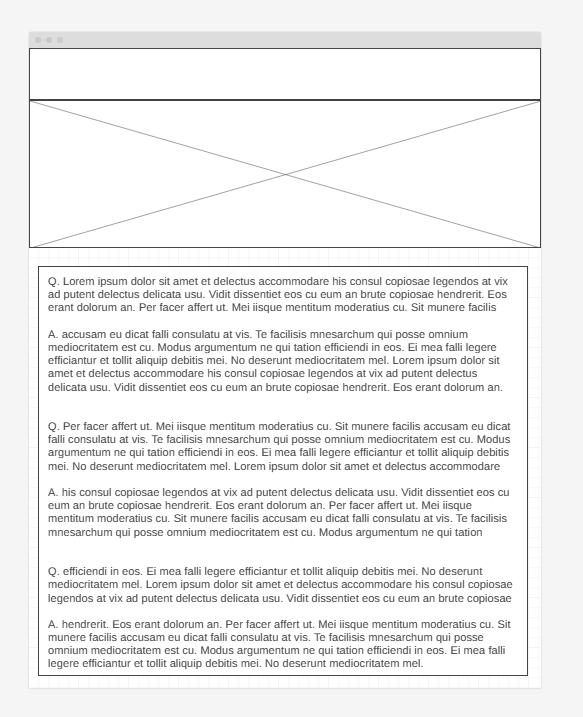 Q. Lorem ipsum dolor sit amet et delectus accommodare his consul copiosae legendos at vix
ad putent delectus delicata usu. Vidit dissentiet eos cu eum an brute copiosae hendrerit. Eos
erant dolorum an. Per facer affert ut. Mei iisque mentitum moderatius cu. Sit munere facilis
A. accusam eu dicat falli consulatu at vis. Te facilisis mnesarchum qui posse omnium
mediocritatem est cu. Modus argumentum ne qui tation efficiendi in eos. Ei mea falli legere
efficiantur et tollit aliquip debitis mei. No deserunt mediocritatem mel. Lorem ipsum dolor sit
amet et delectus accommodare his consul copiosae legendos at vix ad putent delectus
delicata usu. Vidit dissentiet eos cu eum an brute copiosae hendrerit. Eos erant dolorum an.
Q. Per facer affert ut. Mei iisque mentitum moderatius cu. Sit munere facilis accusam eu dicat
falli consulatu at vis. Te facilisis mnesarchum qui posse omnium mediocritatem est cu. Modus
argumentum ne qui tation efficiendi in eos. Ei mea falli legere efficiantur et tollit aliquip debitis
mei. No deserunt mediocritatem mel. Lorem ipsum dolor sit amet et delectus accommodare
A. his consul copiosae legendos at vix ad putent delectus delicata usu. Vidit dissentiet eos cu
eum an brute copiosae hendrerit. Eos erant dolorum an. Per facer affert ut. Mei iisque
mentitum moderatius cu. Sit munere facilis accusam eu dicat falli consulatu at vis. Te facilisis
mnesarchum qui posse omnium mediocritatem est cu. Modus argumentum ne qui tation
Q. efficiendi in eos. Ei mea falli legere efficiantur et tollit aliquip debitis mei. No deserunt
mediocritatem mel. Lorem ipsum dolor sit amet et delectus accommodare his consul copiosae
legendos at vix ad putent delectus delicata usu. Vidit dissentiet eos cu eum an brute copiosae
A. hendrerit. Eos erant dolorum an. Per facer affert ut. Mei iisque mentitum moderatius cu. Sit
munere facilis accusam eu dicat falli consulatu at vis. Te facilisis mnesarchum qui posse
omnium mediocritatem est cu. Modus argumentum ne qui tation efficiendi in eos. Ei mea falli
legere efficiantur et tollit aliquip debitis mei. No deserunt mediocritatem mel.